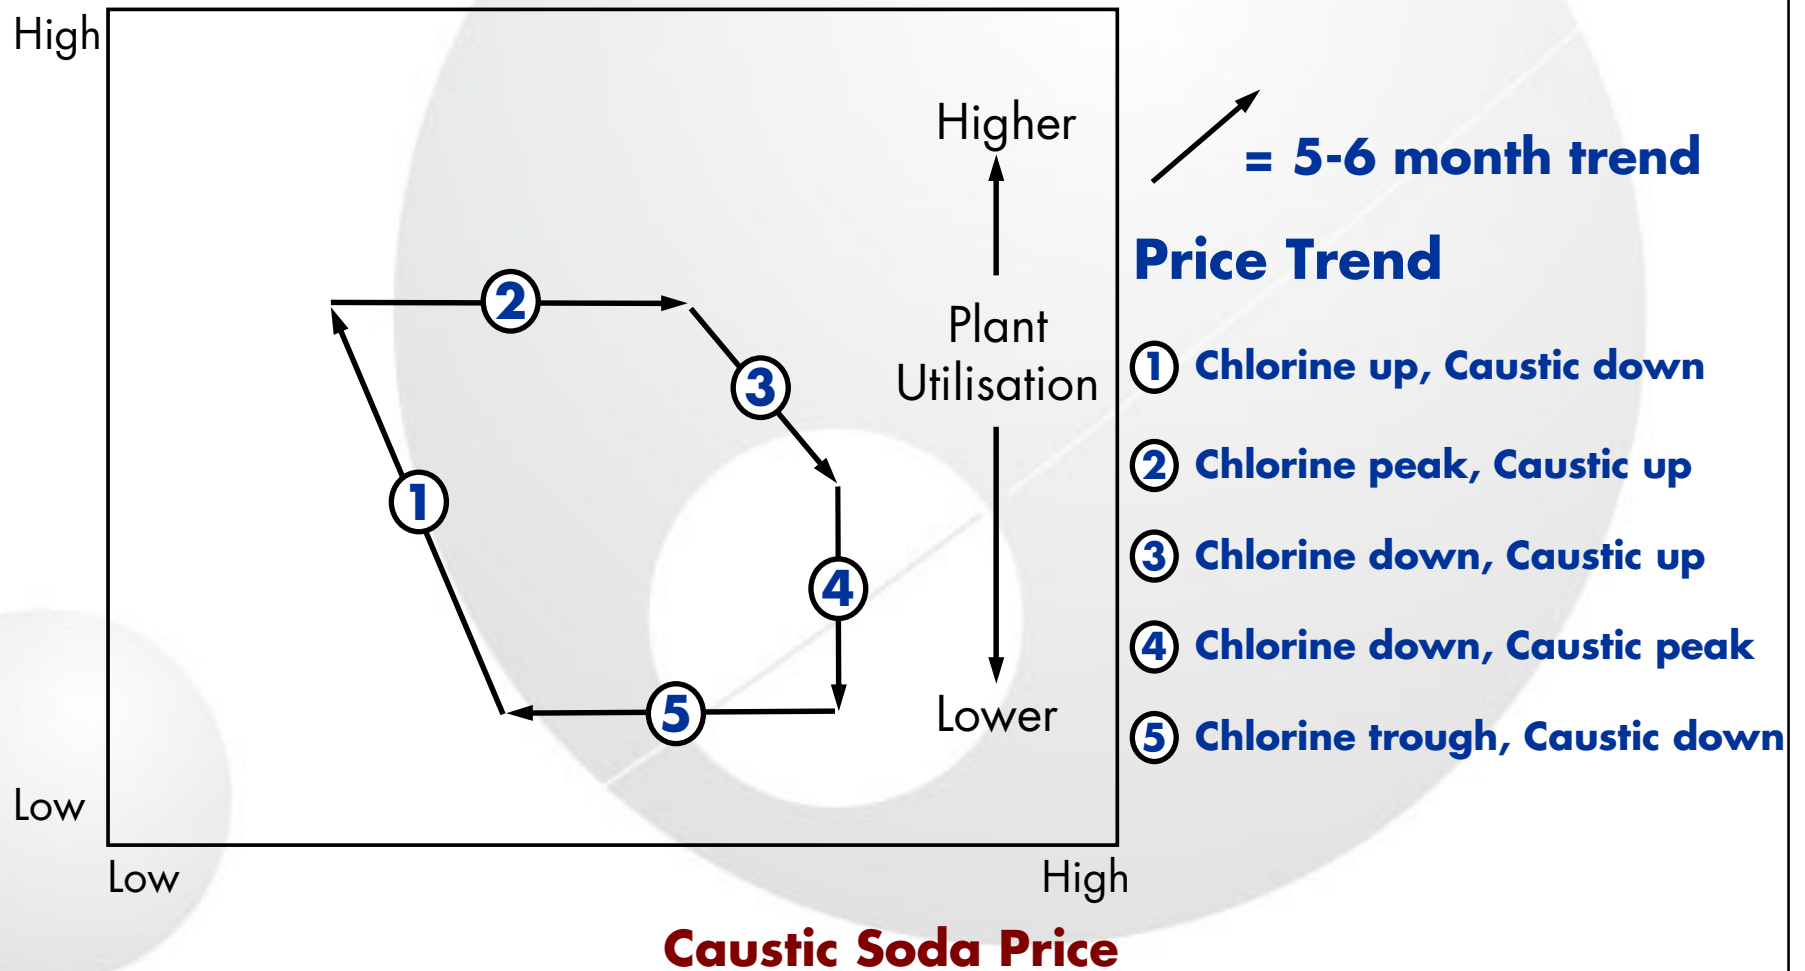 High
Higher
= 5-6 month trend
Price Trend
2
Plant
Utilisation
3
1 Chlorine up, Caustic down
2 Chlorine peak, Caustic up
1
3 Chlorine down, Caustic up
4
4 Chlorine down, Caustic peak
5
Lower
5 Chlorine trough, Caustic down
Low
Low
High
Caustic Soda Price